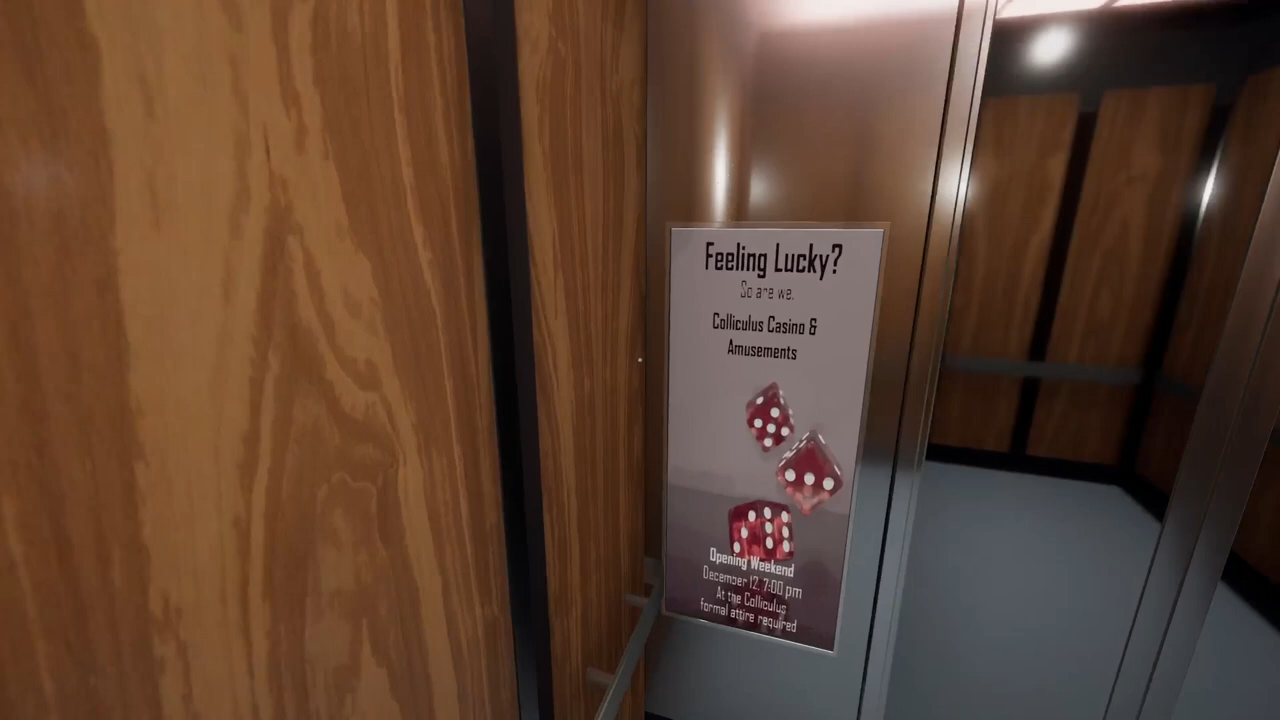 Feeling Lucky?
So are we.
Colliculus Casino &
Amusements
Opening Weekend
December 12, 7:00 pm
At the Colliculus
formal attire required